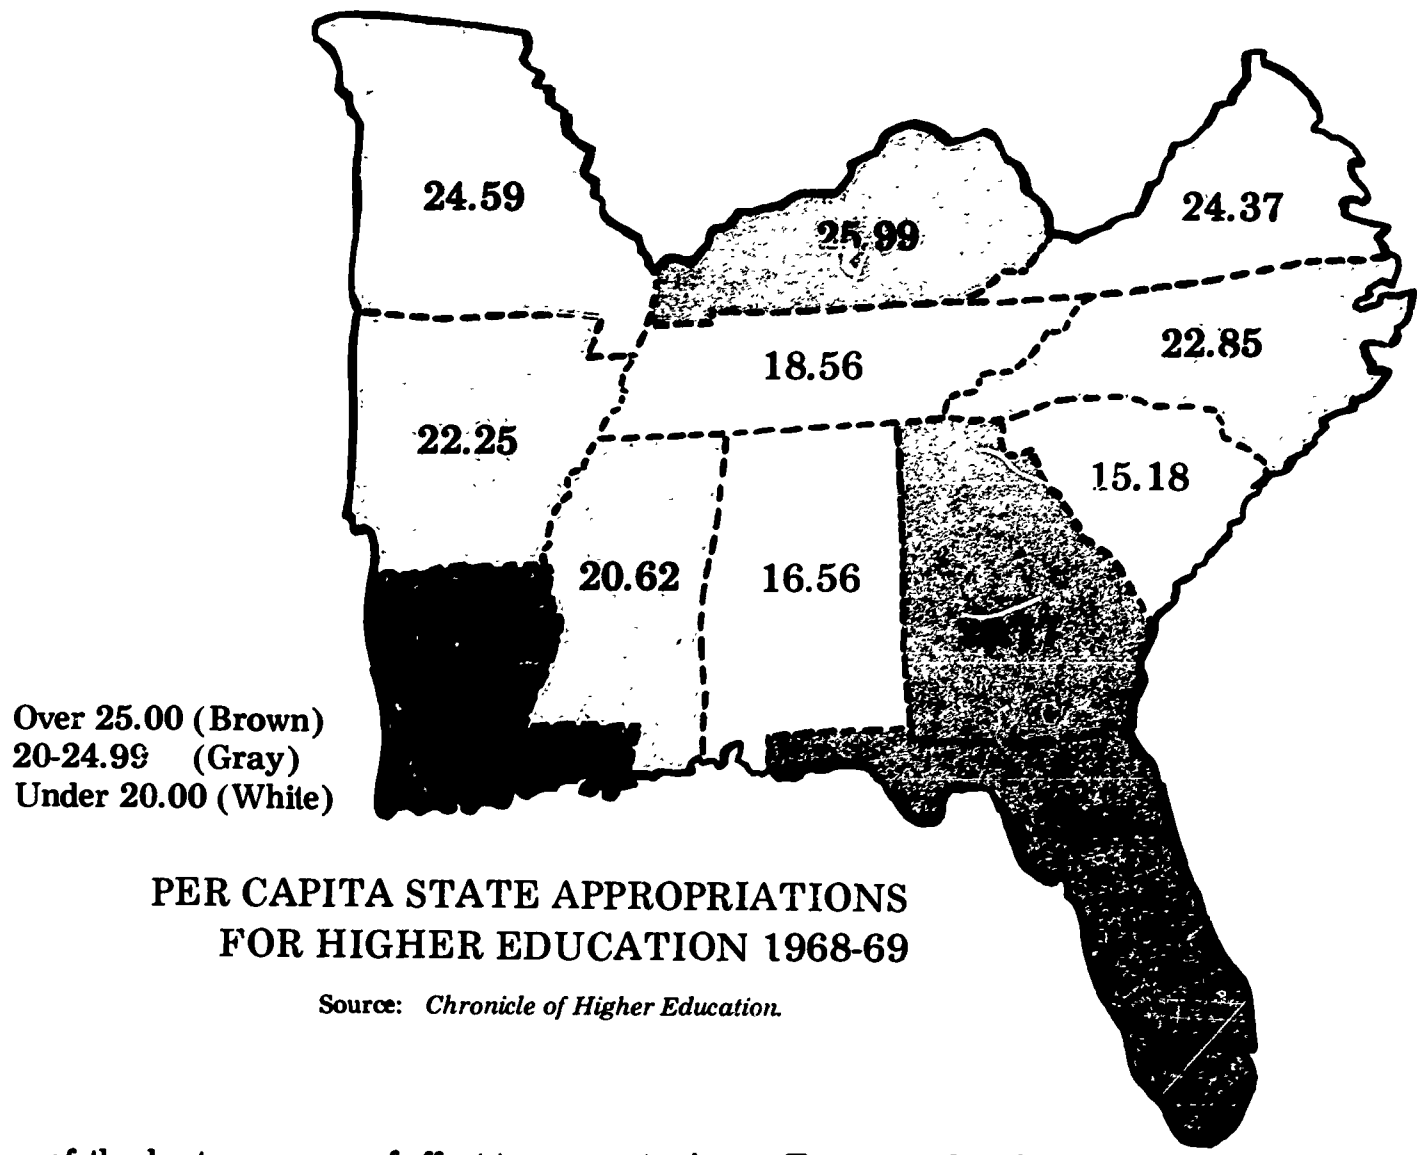 24.59
25.99
24.37
18.56
22.85
22.25
15.18
20.62
16.56
Over 25.00 (Brown)
20-24.99 (Gray)
Under 20.00 (White)
PER CAPITA STATE APPROPRIATIONS
FOR HIGHER EDUCATION 1968-69
Source: Chronicle of Higher Education.